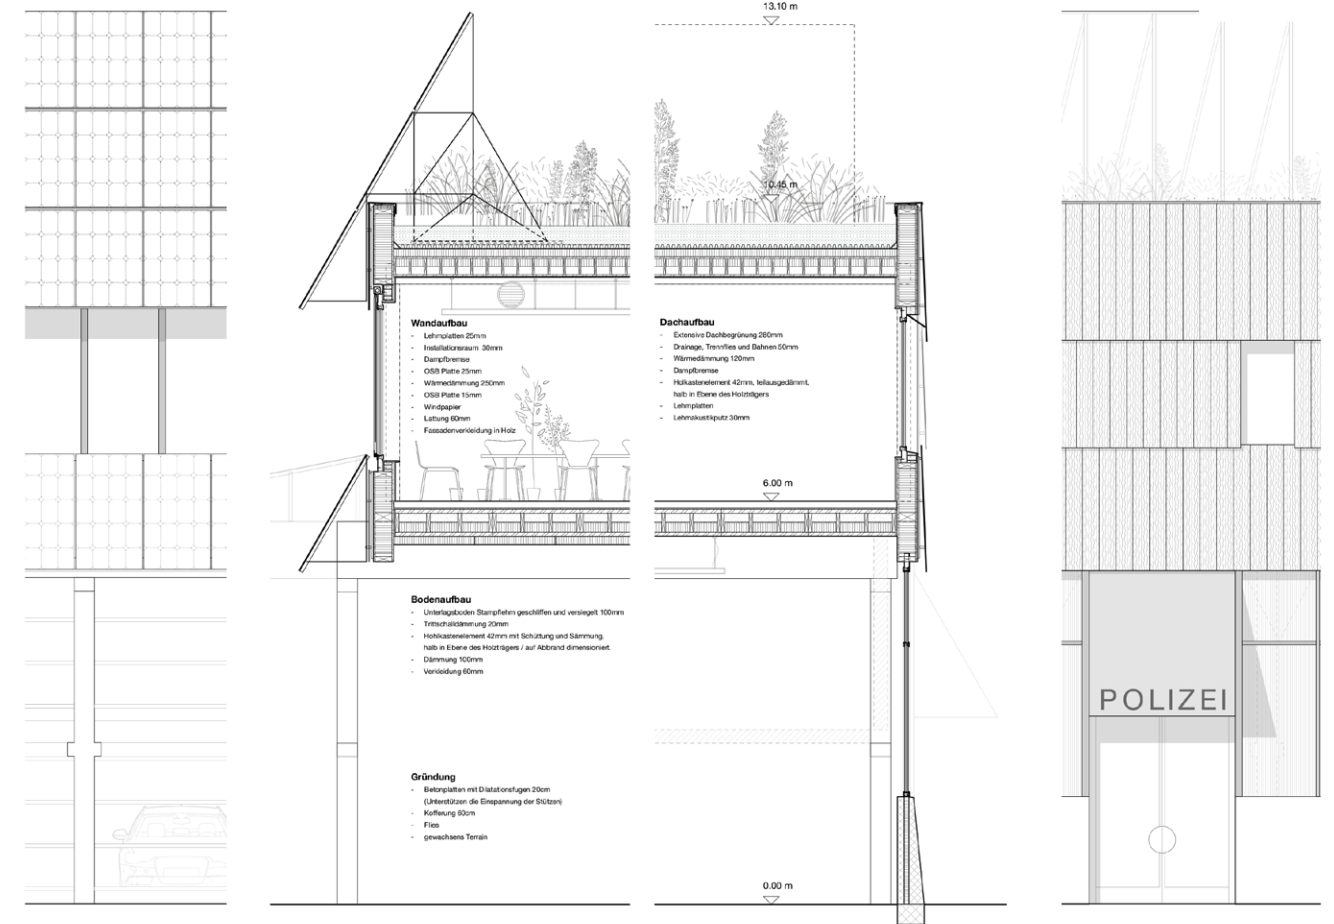 13.10 m
10.45 m
Wandaufbau
- Lehmplatten 25mm
- Installationsraum 38mm
- Dampfbremse
- OSB Platte 25mm
- Wärmedämmung 250mm
- OSB Platte 15mm
- Windpapier
- Lattung 60mm
- Fassadenverkleidung in Holz
Dachaufbau
- Extensive Dachbegrünung 280mm
- Drainage, Trennflies und Bahnen 50mm
- Wärmedämmung 120mm
- Dampfbremse
- Holkastenelement 42mm, teilausgedämmt,
halb in Ebene des Holzträgers
- Lehmplatten
- Lehmakustikputz 30mm
6.00 m
Bodenaufbau
- Unterlagsboden Stampflehm geschliffen und versiegelt 100mm
- Trittschalldämmung 20mm
- Hohlkastenelement 42mm mit Schüttung und Sämmung,
halb in Ebene des Holzträgers / auf Abbrand dimensioniert.
- Dämmung 100mm
- Verkleidung 60mm
POLIZEI
Gründung
- Betonplatten mit Dilatationsfugen 20cm
(Unterstützen die Einspannung der Stützen)
- Kofferung 60cm
- Flies
- gewachsens Terrain
0.00 m